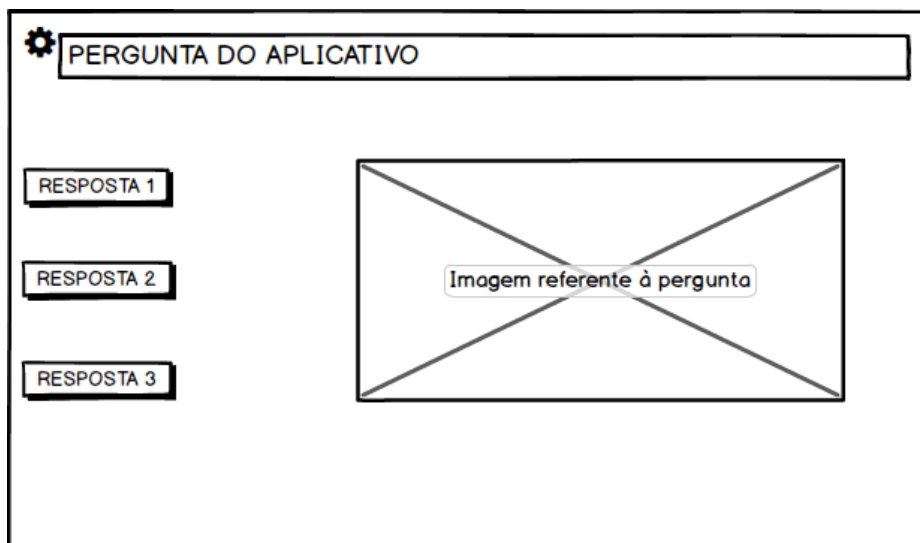 PERGUNTA DO APLICATIVO
RESPOSTA 1
RESPOSTA 2
RESPOSTA 3
Imagem referente à pergunta